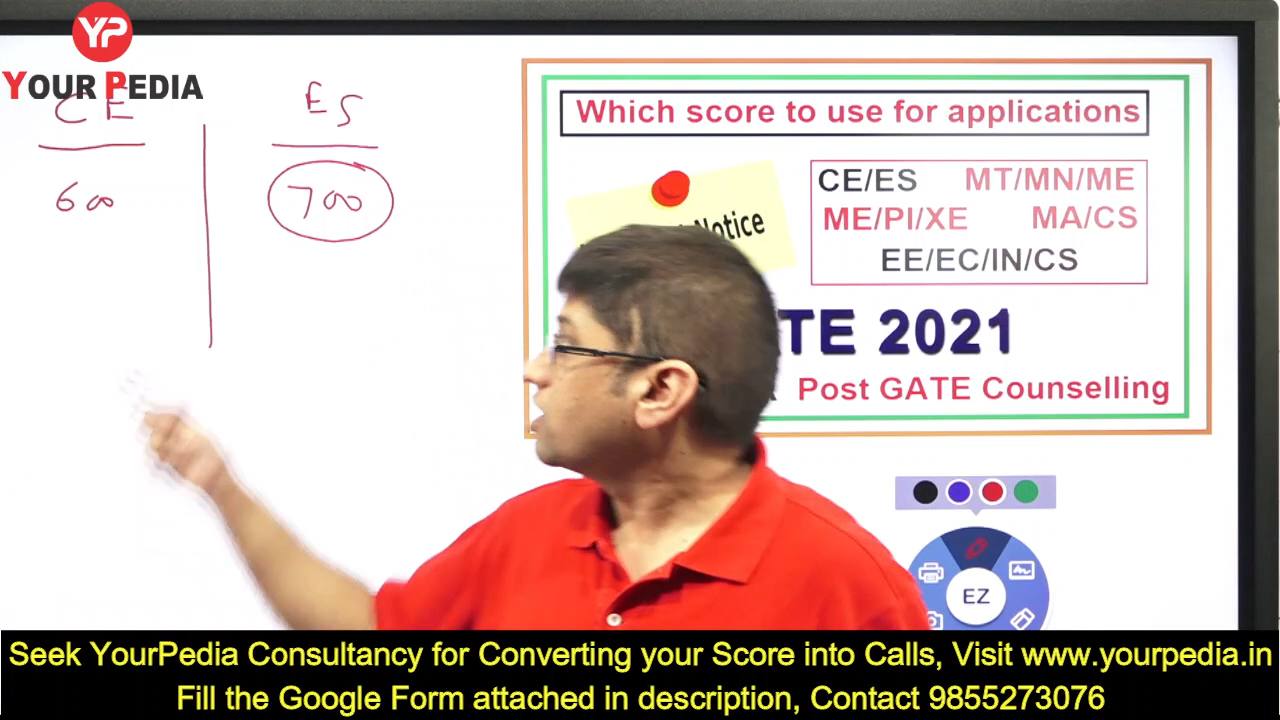 YP
YOUR PEDIA
CE
ES
600
700
Which score to use for applications
CE/ES MT/MN/ME
ME/PI/XE MA/CS
EE/EC/IN/CS
Notice
TE 2021
Post GATE Counselling
EZ
Seek YourPedia Consultancy for Converting your Score into Calls, Visit www.yourpedia.in
Fill the Google Form attached in description, Contact 9855273076